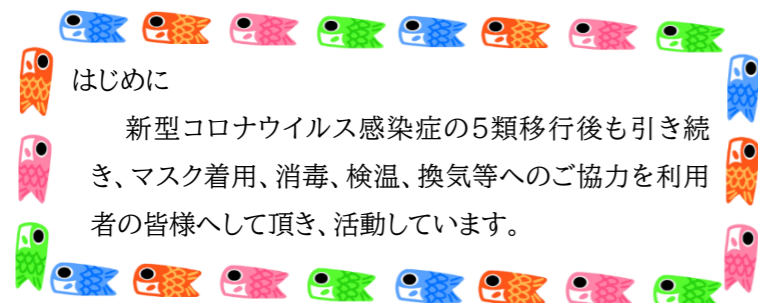 はじめに
新型コロナウイルス感染症の5類移行後も引き続
き、マスク着用、消毒、検温、換気等へのご協力を利用
者の皆様へして頂き、活動しています。